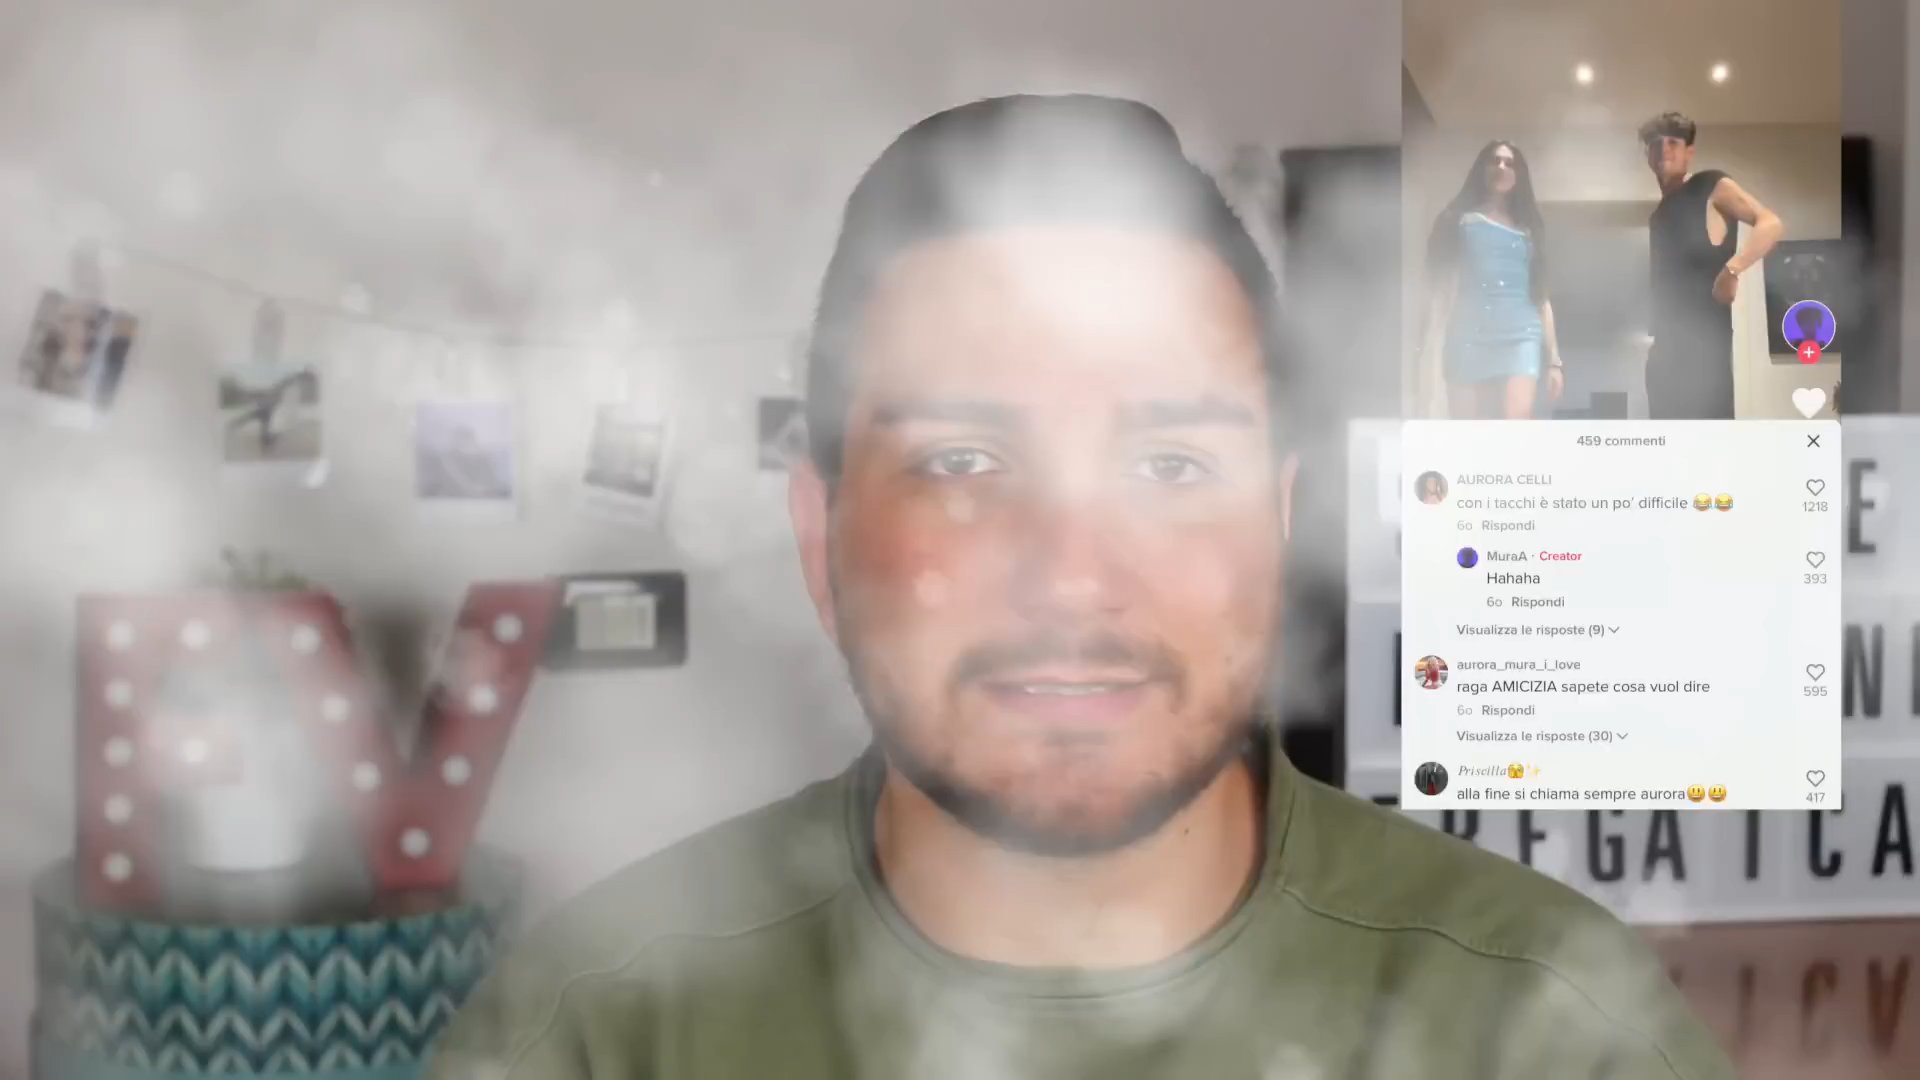 459 commenti
AURORA CELLI
con i tacchi è stato un po' difficile 😂😂
1218
6o Rispondi
MuraA · Creator
Hahaha
393
6o Rispondi
Visualizza le risposte (9)
aurora_mura_i_love
raga AMICIZIA sapete cosa vuol dire
595
6o Rispondi
Visualizza le risposte (30)
Priscilla🫣✨
alla fine si chiama sempre aurora😃😃
417